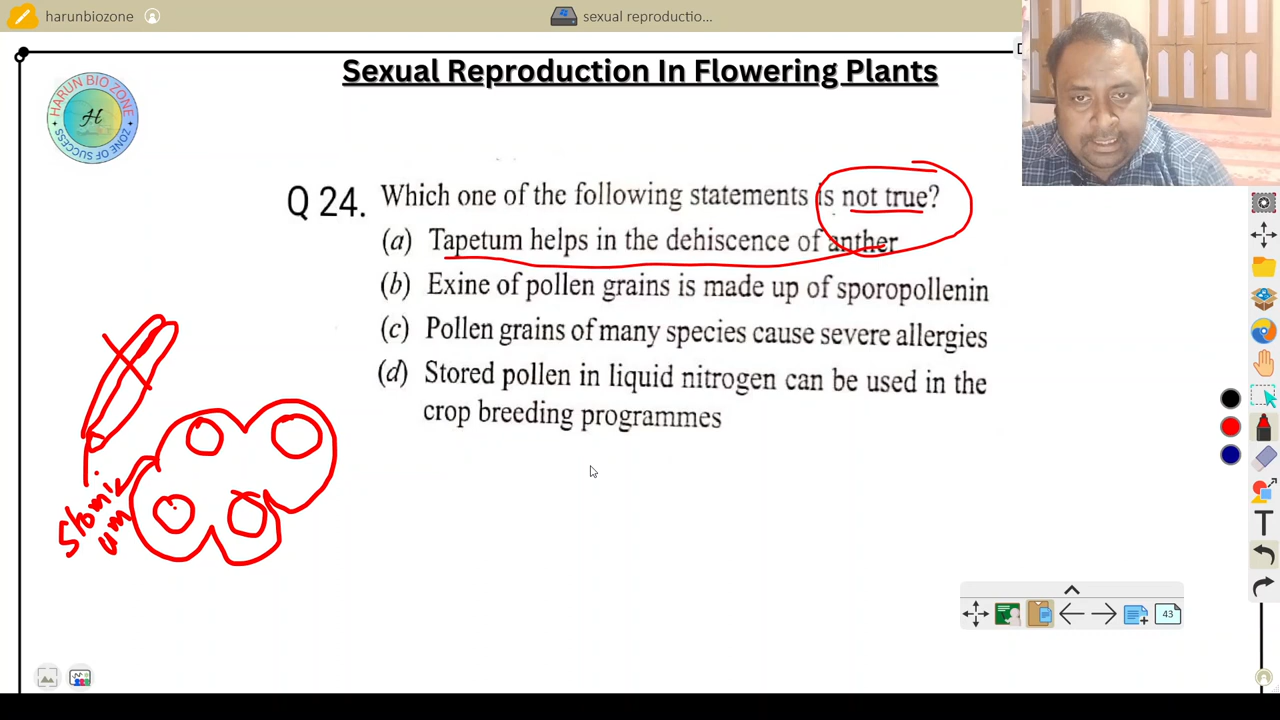 harunbiozone
sexual reproductio...
Sexual Reproduction In Flowering Plants
HARUN BIO ZONE
H
ZONE OF SUCCESS
Q 24. Which one of the following statements is not true?
(a) Tapetum helps in the dehiscence of anther
(b) Exine of pollen grains is made up of sporopollenin
(c) Pollen grains of many species cause severe allergies
(d) Stored pollen in liquid nitrogen can be used in the
crop breeding programmes
Stomi
um
T
43